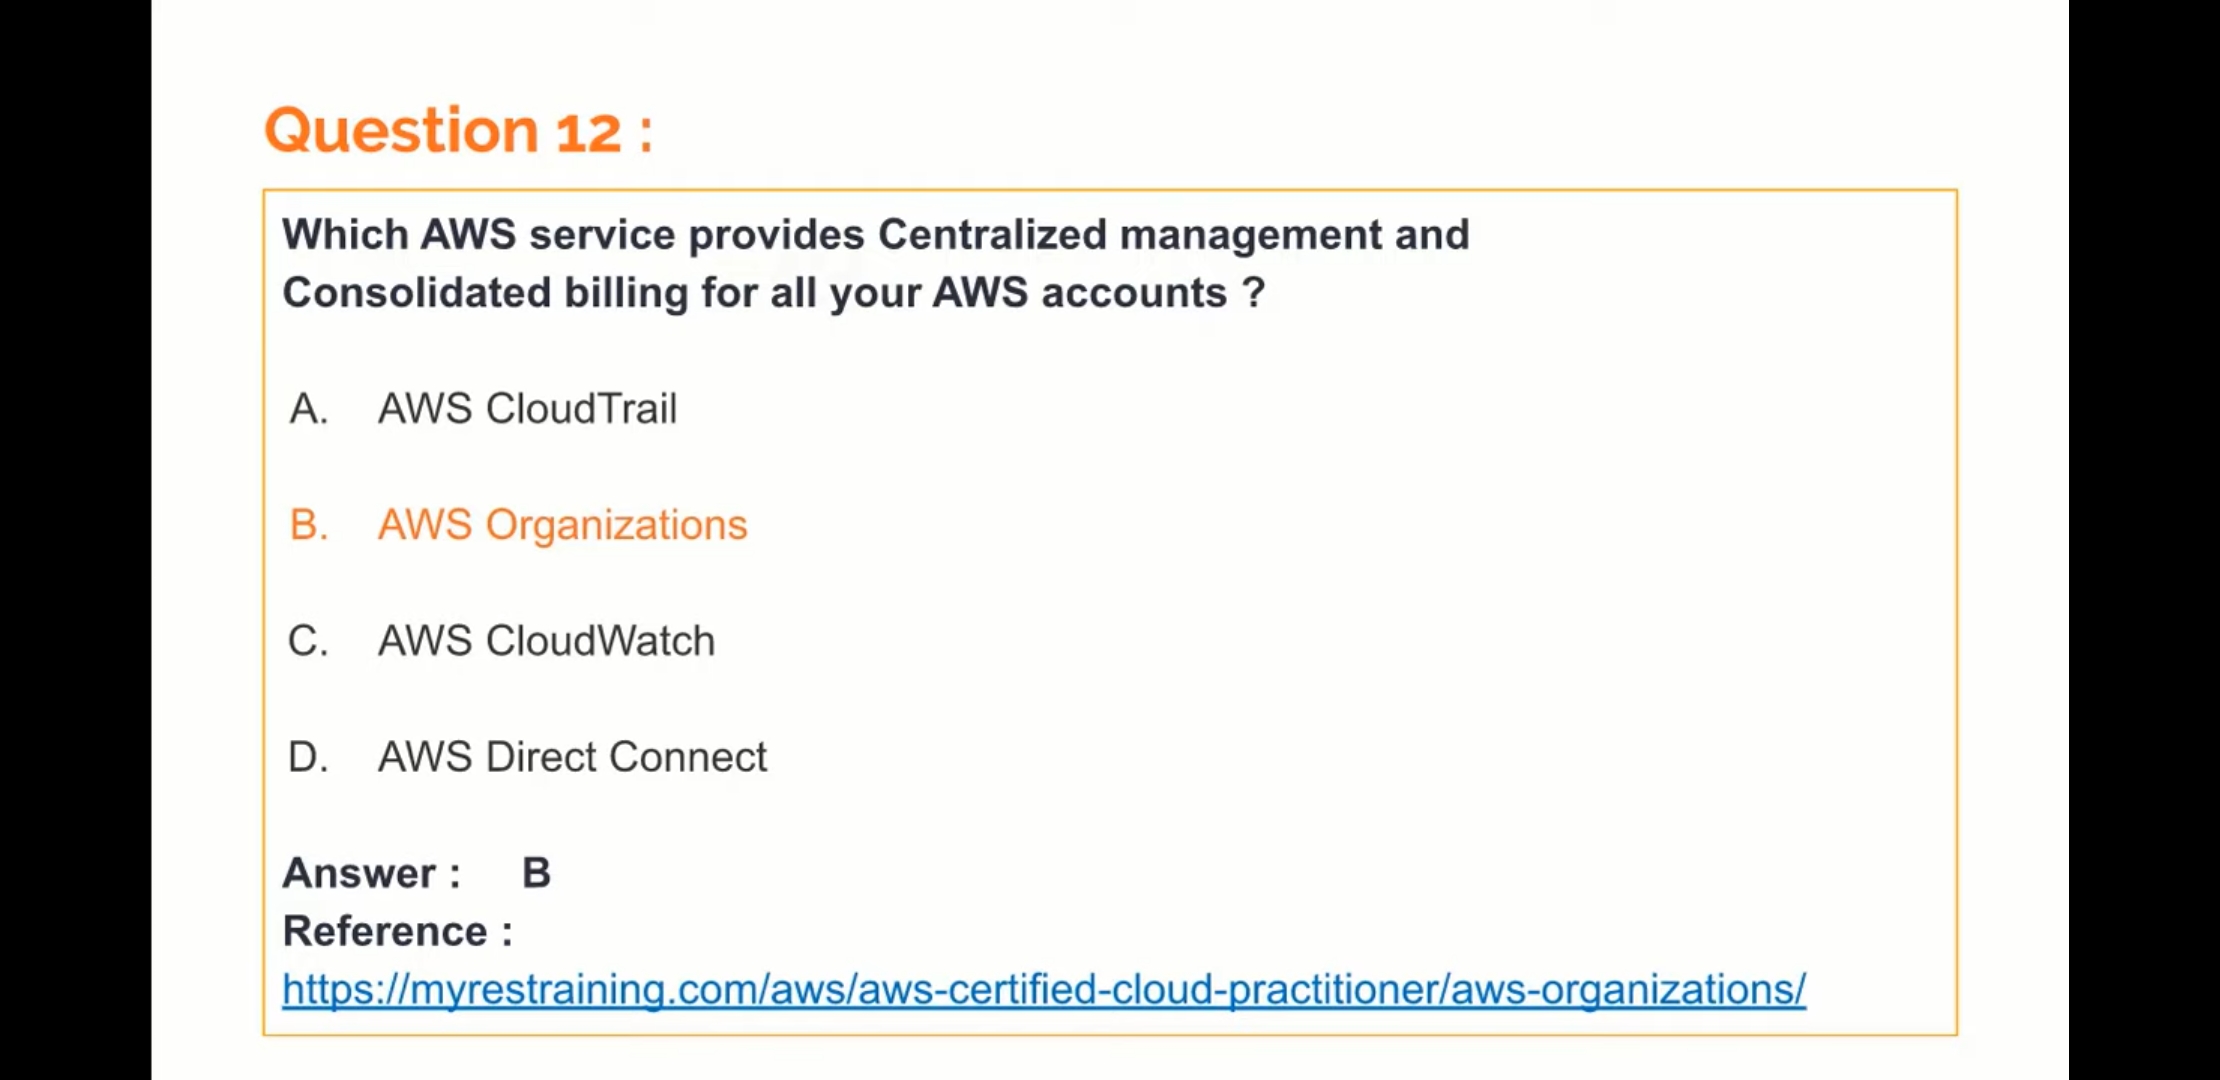 Question 12 :
Which AWS service provides Centralized management and
Consolidated billing for all your AWS accounts ?
A. AWS CloudTrail
B. AWS Organizations
C. AWS CloudWatch
D. AWS Direct Connect
Answer : B
Reference :
https://myrestraining.com/aws/aws-certified-cloud-practitioner/aws-organizations/